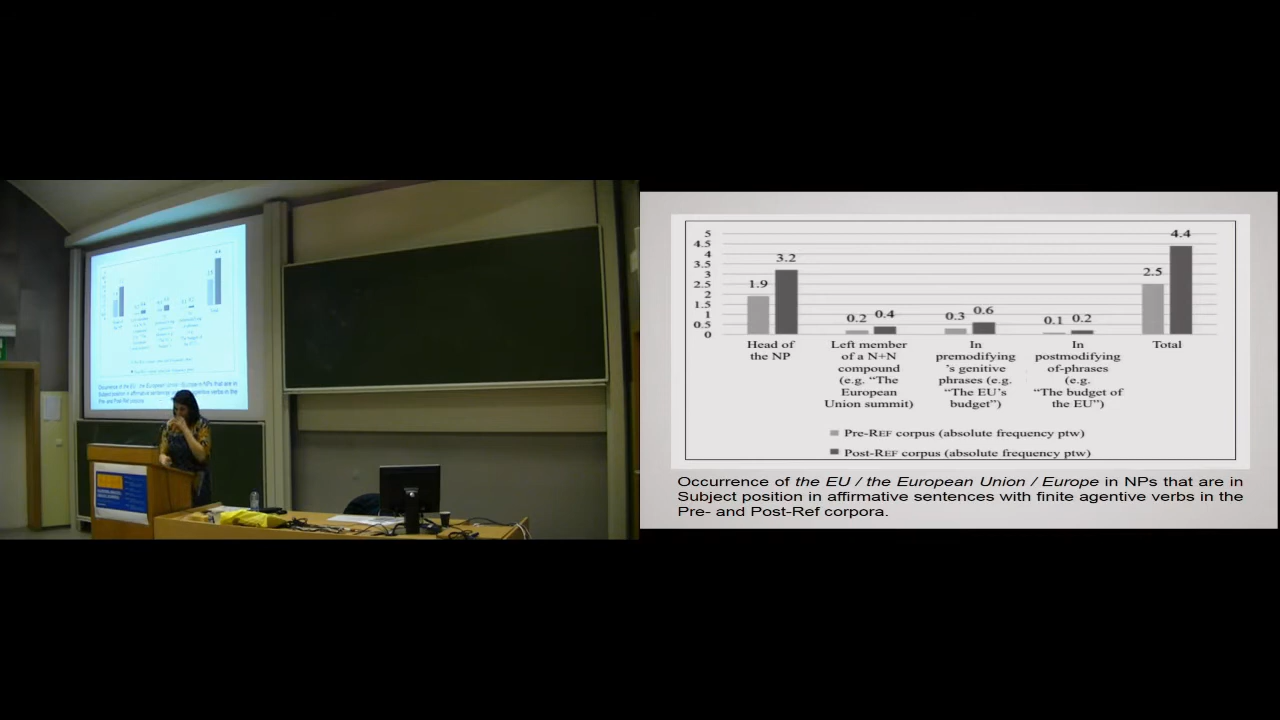 5
4.5
4
3.5
3
2.5
2
1.5
1
0.5
0
1.9
3.2
0.2
0.4
0.3
0.6
0.1
0.2
2.5
4.4
Head of
the NP
Left member
of a N+N
compound
(e.g. “The
European
Union summit)
In
premodifying
’s genitive
phrases (e.g.
“The EU’s
budget”)
In
postmodifying
of-phrases
(e.g.
“The budget of
the EU”)
Total
Pre-REF corpus (absolute frequency ptw)
Post-REF corpus (absolute frequency ptw)
Occurrence of the EU / the European Union / Europe in NPs that are in
Subject position in affirmative sentences with finite agentive verbs in the
Pre- and Post-Ref corpora.